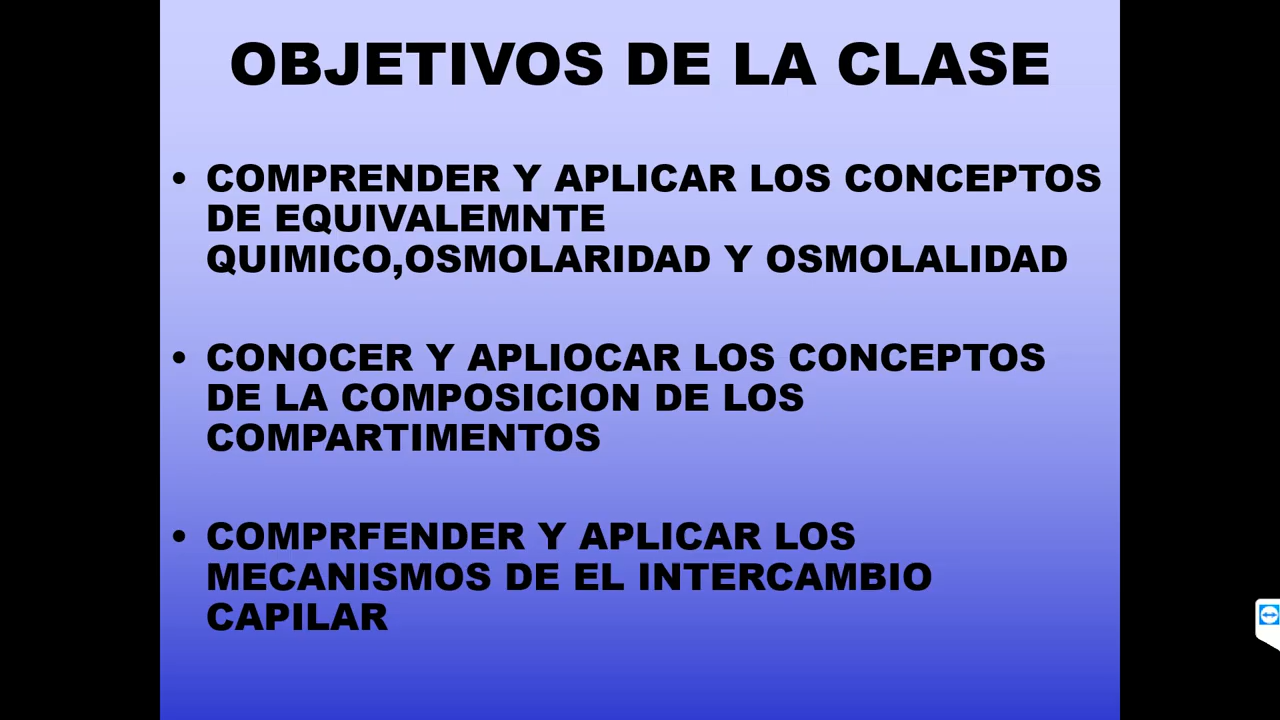 OBJETIVOS DE LA CLASE
• COMPRENDER Y APLICAR LOS CONCEPTOS
DE EQUIVALEMNTE
QUIMICO,OSMOLARIDAD Y OSMOLALIDAD
• CONOCER Y APLIOCAR LOS CONCEPTOS
DE LA COMPOSICION DE LOS
COMPARTIMENTOS
• COMPRFENDER Y APLICAR LOS
MECANISMOS DE EL INTERCAMBIO
CAPILAR